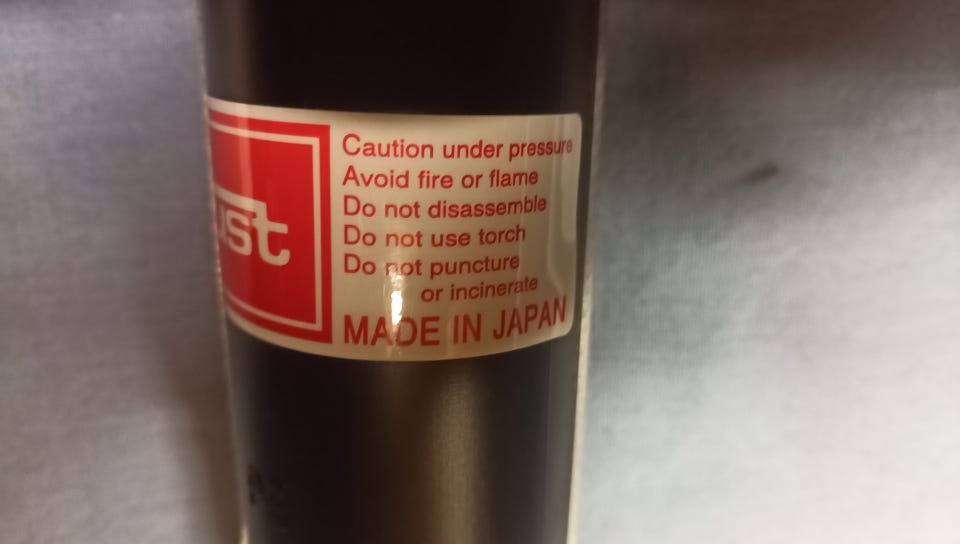 ust
Caution under pressure
Avoid fire or flame
Do not disassemble
Do not use torch
Do not puncture
or incinerate
MADE IN JAPAN